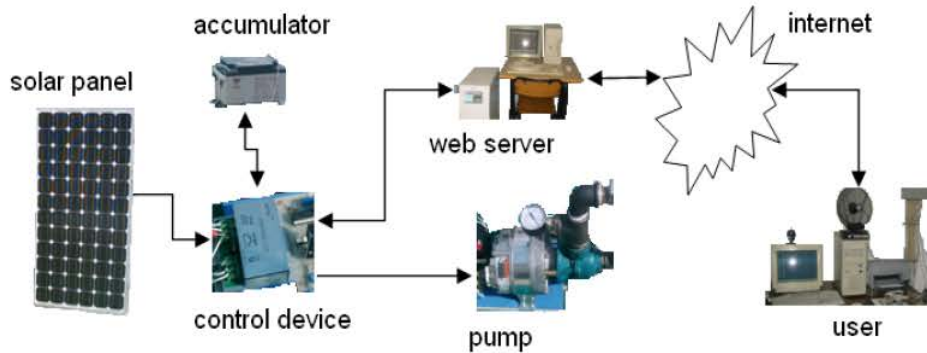 accumulator
internet
solar panel
web server
control device
pump
user